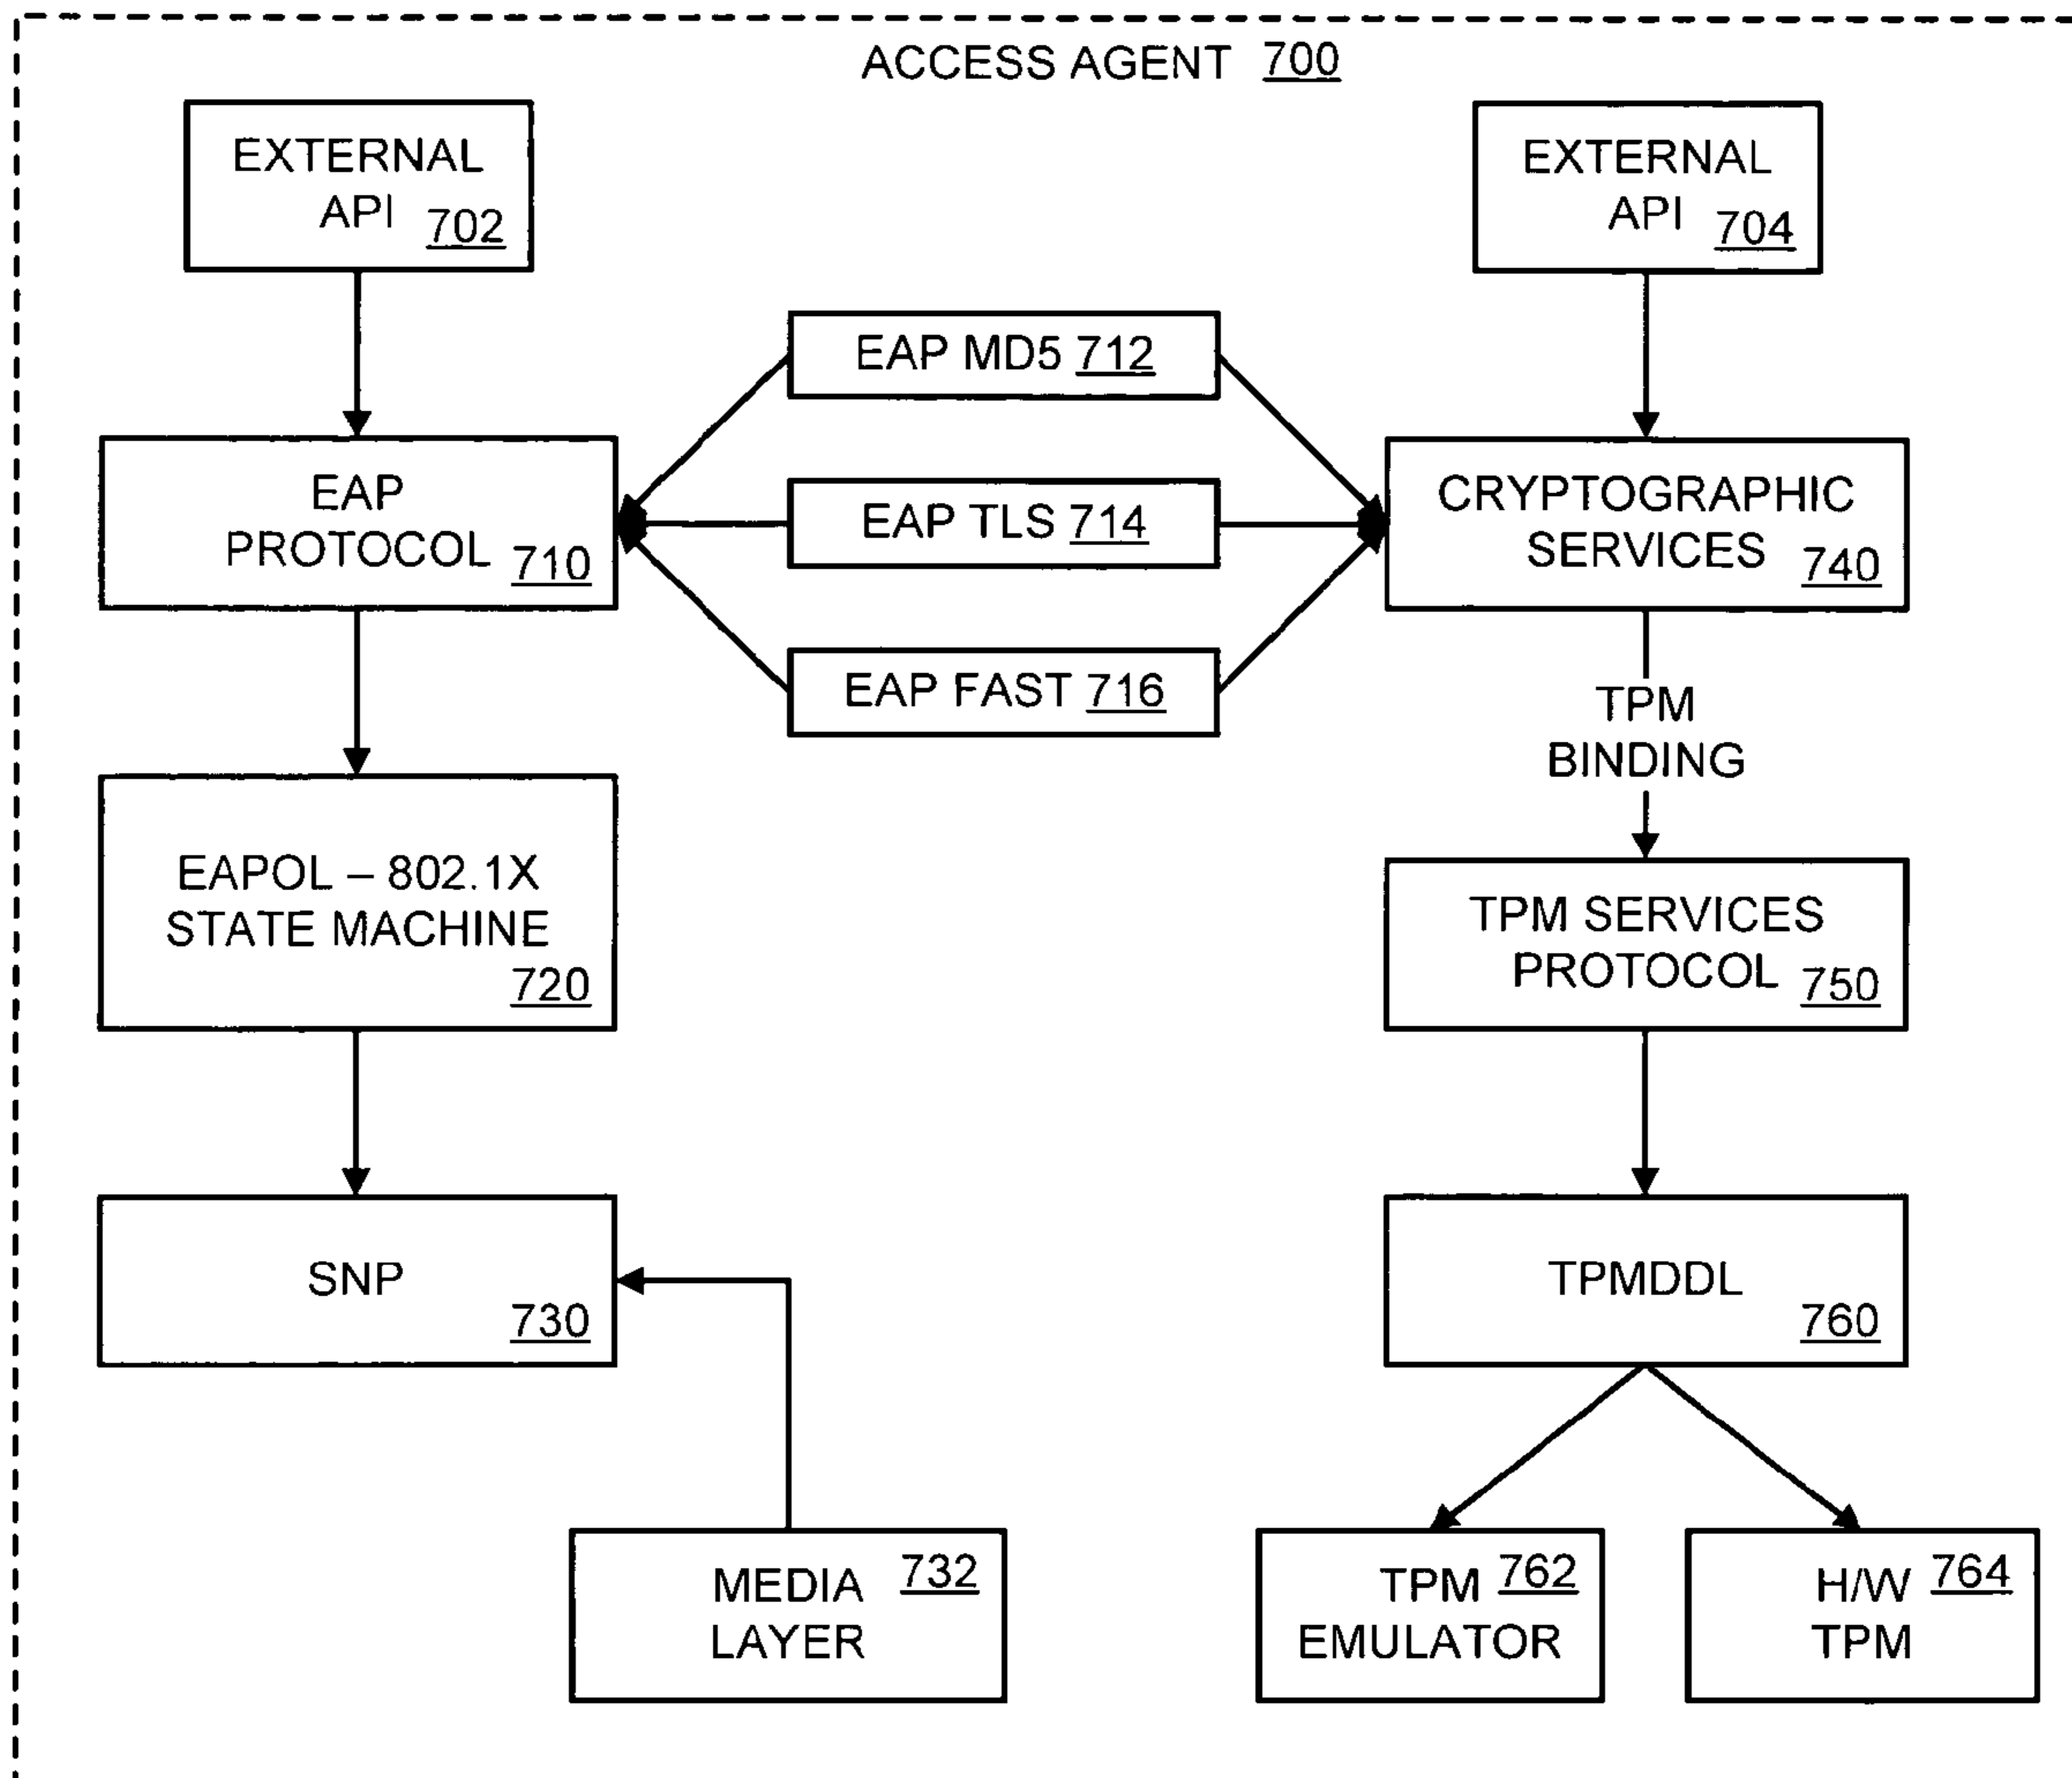 ACCESS AGENT 700
EXTERNAL
API 702
EXTERNAL
API 704
EAP MD5 712
EAP TLS 714
EAP FAST 716
EAP
PROTOCOL 710
CRYPTOGRAPHIC
SERVICES 740
TPM
BINDING
EAPOL – 802.1X
STATE MACHINE
720
TPM SERVICES
PROTOCOL 750
SNP
730
TPMDDL
760
MEDIA 732
LAYER
TPM 762
EMULATOR
H/W 764
TPM